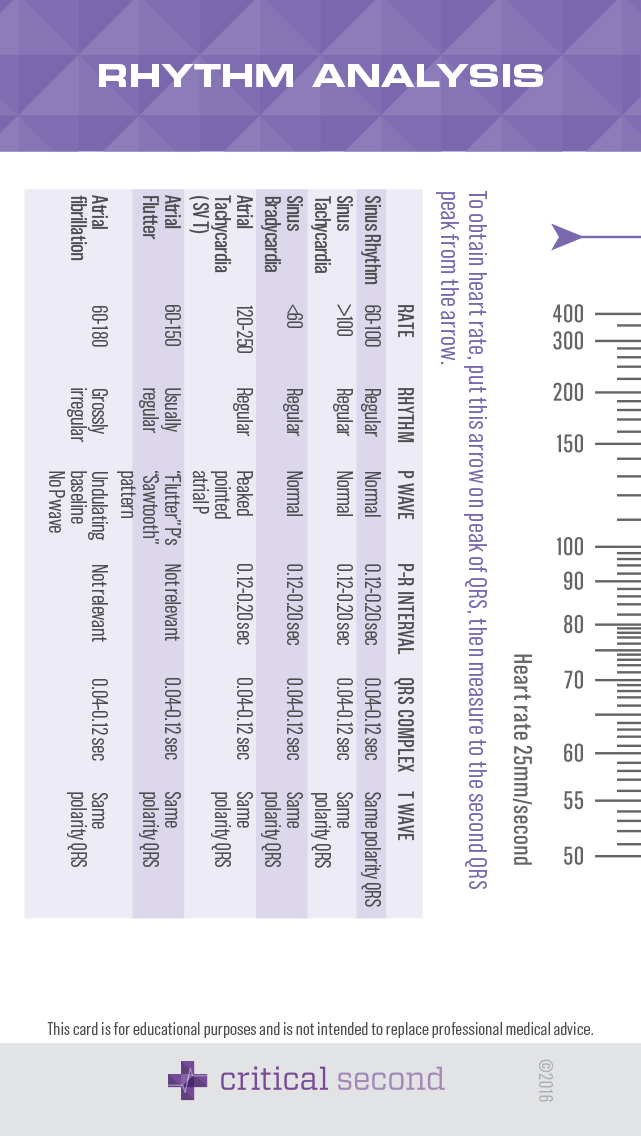 RHYTHM ANALYSIS
400
300
200
150
100
90
80
70
60
55
50
Heart rate 25mm/second
To obtain heart rate, put this arrow on peak of QRS, then measure to the second QRS
peak from the arrow.
RATE RHYTHM P WAVE P-R INTERVAL QRS COMPLEX T WAVE
Sinus Rhythm 60-100 Regular Normal 0.12-0.20sec 0.04-0.12 sec Same polarity QRS
Sinus >100 Regular Normal 0.12-0.20sec 0.04-0.12 sec Same
Tachycardia polarity QRS
Sinus <60 Regular Normal 0.12-0.20sec 0.04-0.12 sec Same
Bradycardia polarity QRS
Atrial 120-250 Regular Peaked 0.12-0.20sec 0.04-0.12 sec Same
Tachycardia pointed polarity QRS
(SVT) atrial P
Atrial 60-150 Usually "Flutter" P's Not relevant 0.04-0.12 sec Same
Flutter regular "Sawtooth" polarity QRS
pattern
Atrial 60-180 Grossly Undulating Not relevant 0.04-0.12 sec Same
fibrillation irregular baseline polarity QRS
No P wave
This card is for educational purposes and is not intended to replace professional medical advice.
critical second
©2016